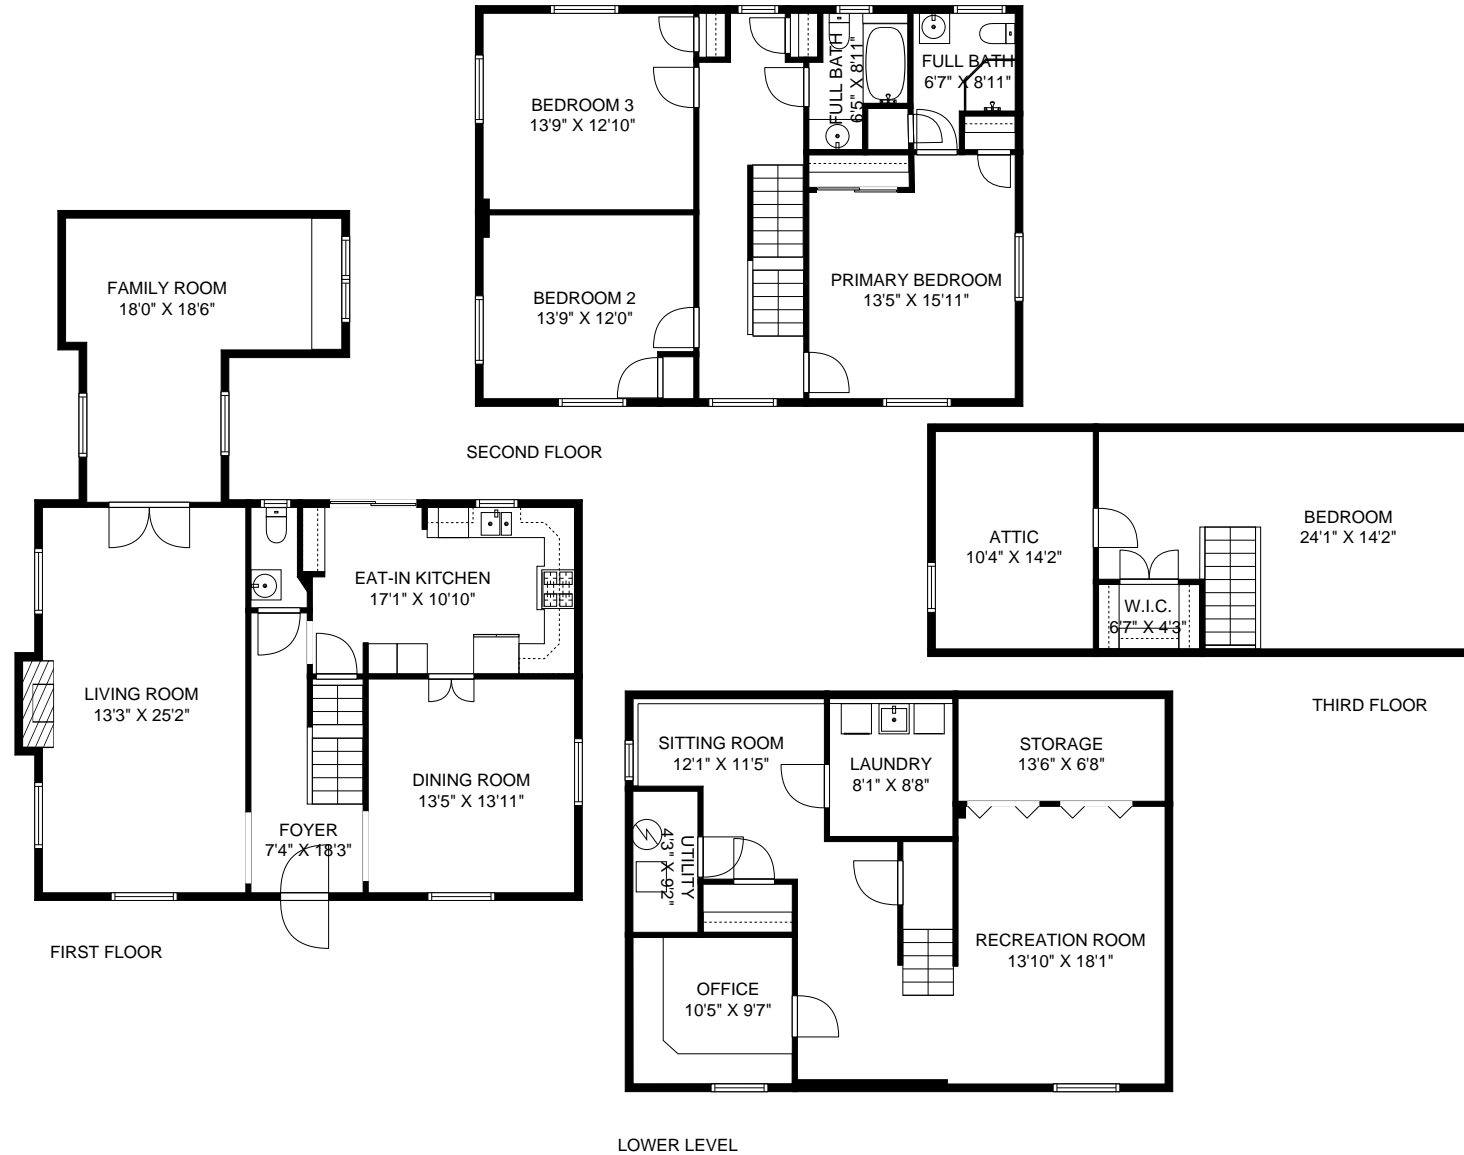 BEDROOM 3
13'9" X 12'10"
FULL BATH
6'5" X 8'11"
FULL BATH
6'7" X 8'11"
BEDROOM 2
13'9" X 12'0"
PRIMARY BEDROOM
13'5" X 15'11"
SECOND FLOOR
FAMILY ROOM
18'0" X 18'6"
EAT-IN KITCHEN
17'1" X 10'10"
LIVING ROOM
13'3" X 25'2"
DINING ROOM
13'5" X 13'11"
FOYER
7'4" X 18'3"
FIRST FLOOR
ATTIC
10'4" X 14'2"
BEDROOM
24'1" X 14'2"
W.I.C.
6'7" X 4'3"
THIRD FLOOR
SITTING ROOM
12'1" X 11'5"
LAUNDRY
8'1" X 8'8"
STORAGE
13'6" X 6'8"
UTILITY
4'3" X 9'2"
RECREATION ROOM
13'10" X 18'1"
OFFICE
10'5" X 9'7"
LOWER LEVEL